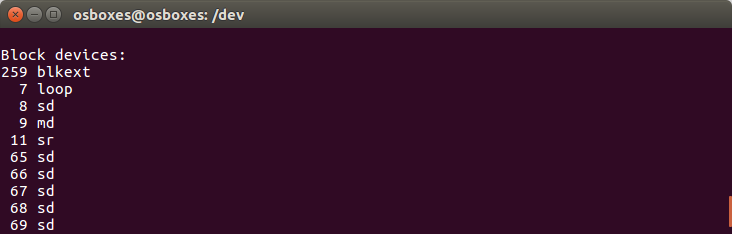 osboxes@osboxes: /dev
Block devices:
259 blkext
  7 loop
  8 sd
  9 md
 11 sr
 65 sd
 66 sd
 67 sd
 68 sd
 69 sd